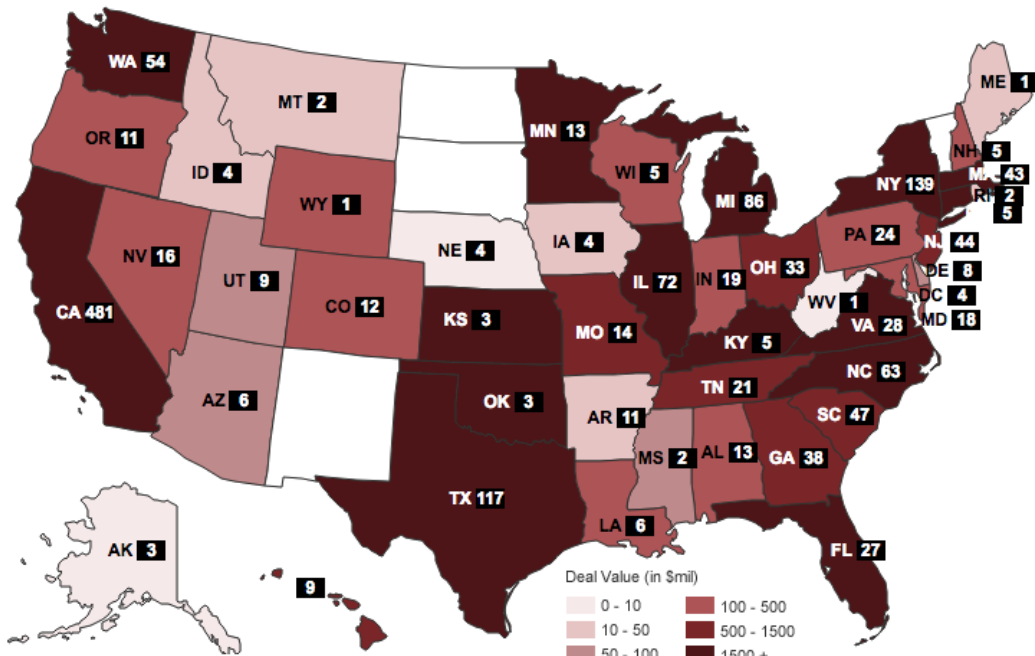 WA 54
MT 2
ME 1
OR 11
ID 4
MN 13
WI 5
NH 5
WY 1
MI 86
NY 139
MA 43
RI 2
5
NV 16
UT 9
CO 12
NE 4
IA 4
IL 72
IN 19
OH 33
PA 24
NJ 44
DE 8
DC 4
MD 18
CA 481
KS 3
MO 14
KY 5
WV 1
VA 28
AZ 6
OK 3
AR 11
TN 21
NC 63
SC 47
MS 2
AL 13
GA 38
TX 117
LA 6
FL 27
AK 3
9
Deal Value (in $mil)
0 - 10
100 - 500
10 - 50
500 - 1500
50 - 100
1500 +